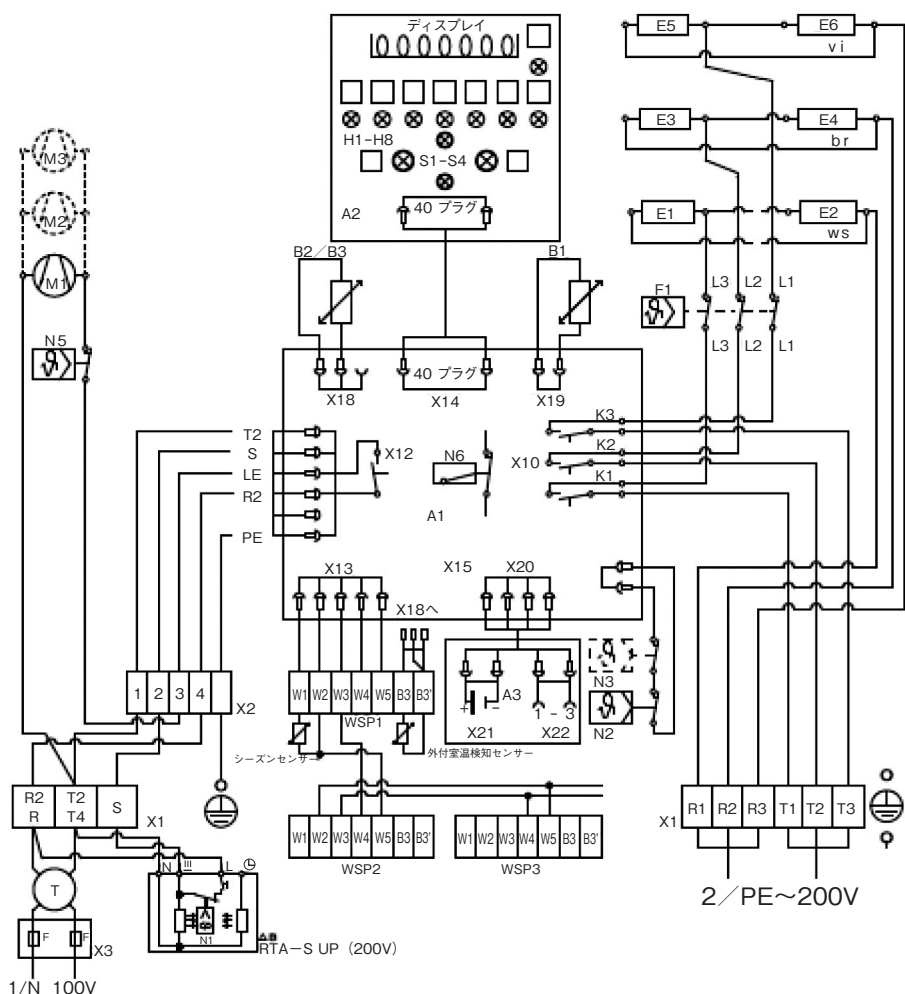 ディスプレイ
H1-H8
S1-S4
A2
40 プラグ
M3
M2
M1
N5
B2／B3
B1
E5
E6
vi
E3
E4
br
E1
E2
ws
F1
L3 L2 L1
L3 L2 L1
X18
40 プラグ
X14
X19
T2
S
LE
R2
PE
X12
N6
A1
X10
K3
K2
K1
X13
X15
X20
X18へ
1 2 3 4
X2
W1 W2 W3 W4 W5 B3 B3'
WSP1
シーズンセンサー
外付室温検知センサー
A3
+ −
1 - 3
X21
X22
N3
N2
R2 T2 S
R T4
X1
W1 W2 W3 W4 W5 B3 B3'
WSP2
W1 W2 W3 W4 W5 B3 B3'
WSP3
X1
R1 R2 R3 T1 T2 T3
2／PE〜200V
T
F F
X3
1/N 100V
N L
N1
RTA−S UP（200V）